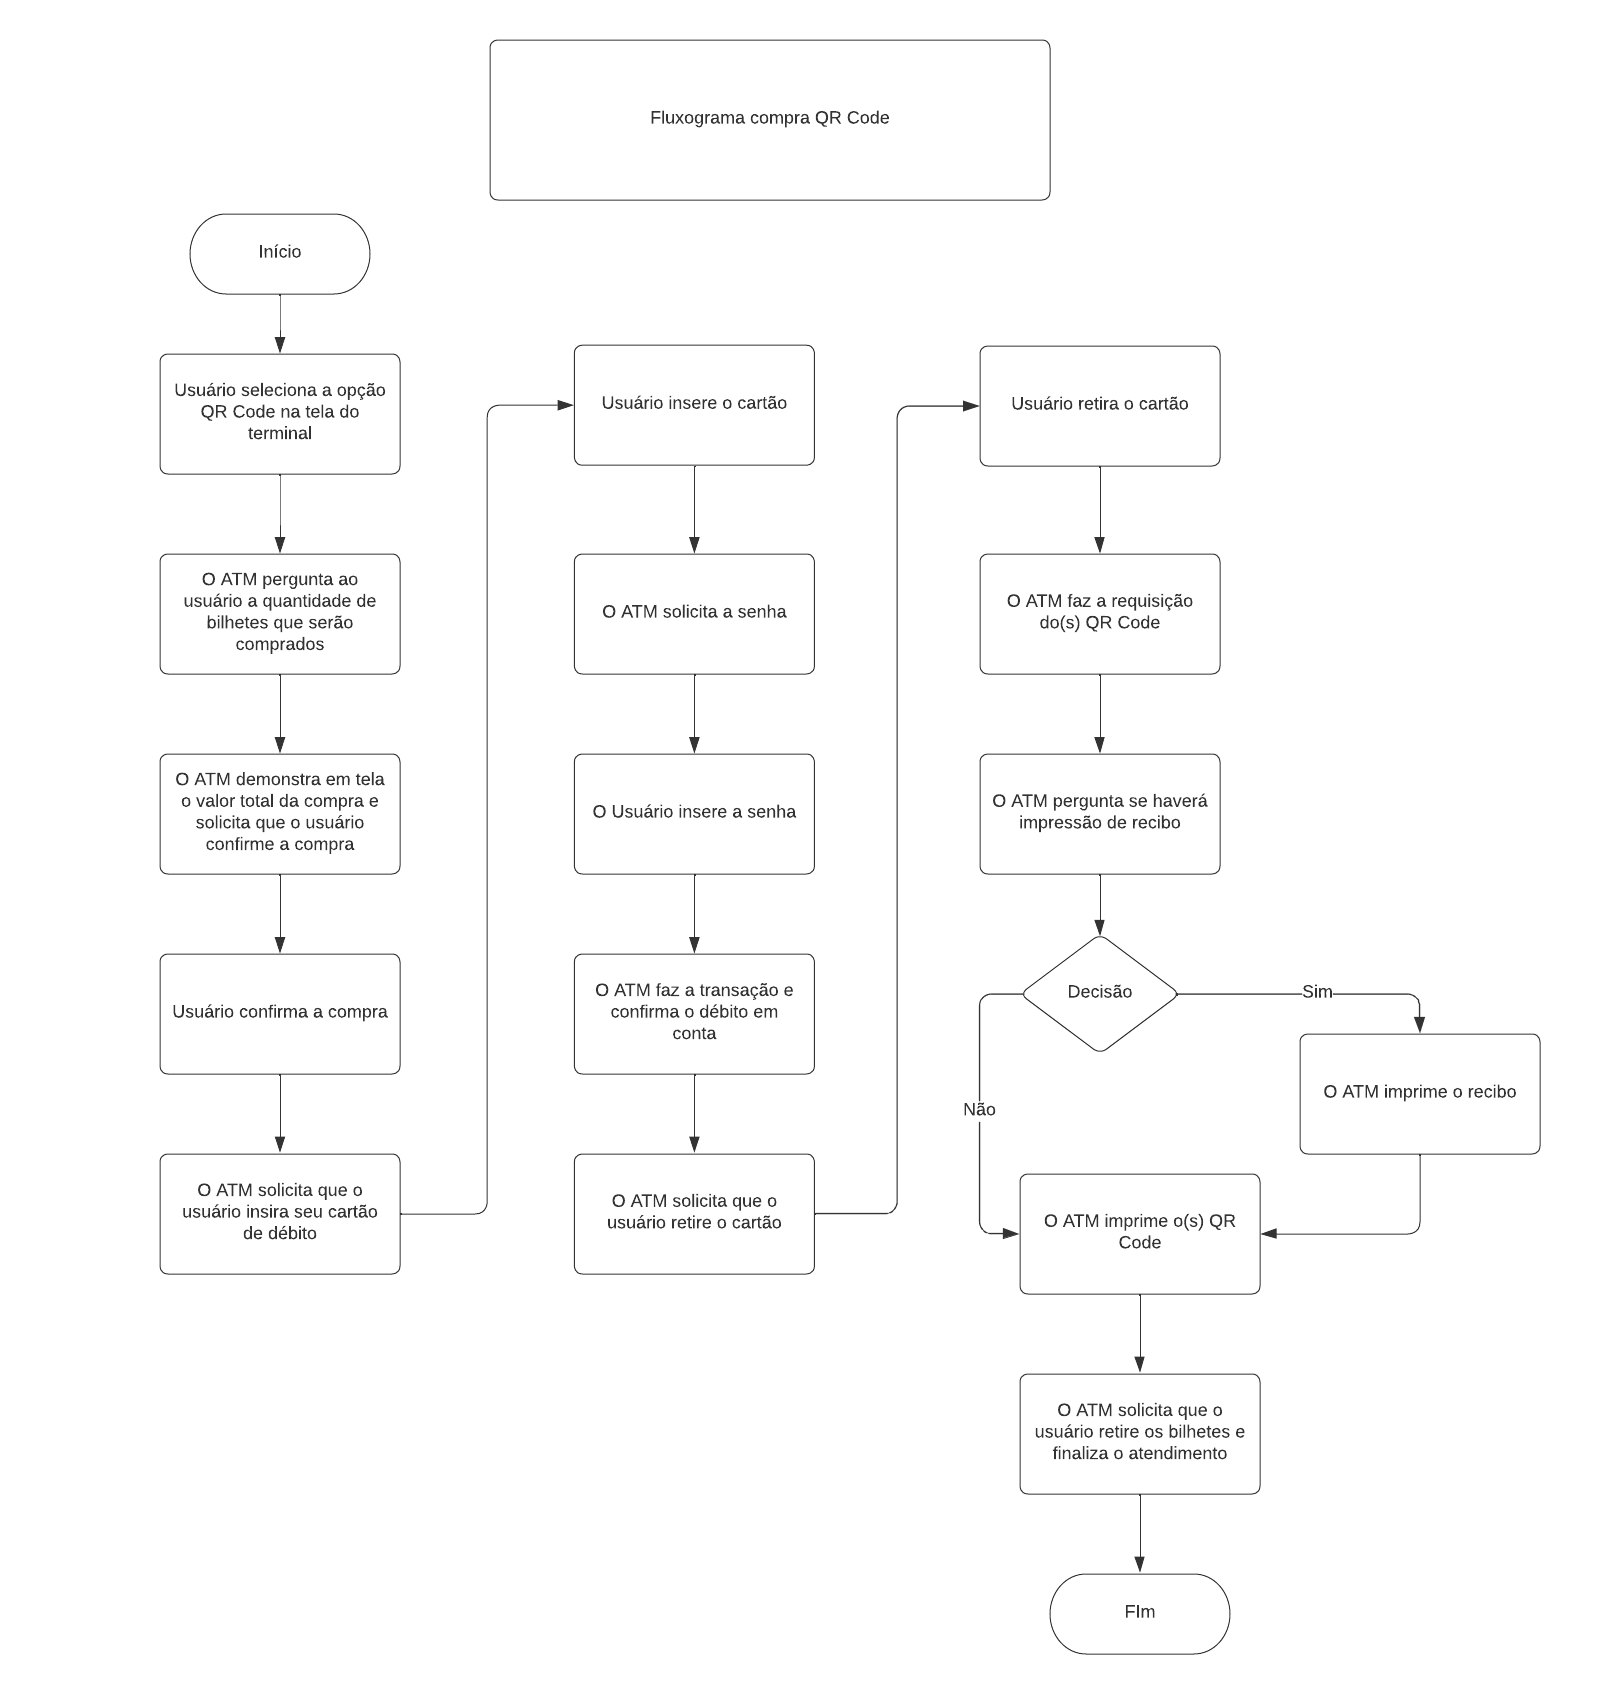 Fluxograma compra QR Code
Início
Usuário seleciona a opção
QR Code na tela do
terminal
O ATM pergunta ao
usuário a quantidade de
bilhetes que serão
comprados
O ATM demonstra em tela
o valor total da compra e
solicita que o usuário
confirme a compra
Usuário confirma a compra
O ATM solicita que o
usuário insira seu cartão
de débito
Usuário insere o cartão
O ATM solicita a senha
O Usuário insere a senha
O ATM faz a transação e
confirma o débito em
conta
O ATM solicita que o
usuário retire o cartão
Usuário retira o cartão
O ATM faz a requisição
do(s) QR Code
O ATM pergunta se haverá
impressão de recibo
Decisão
Sim
O ATM imprime o recibo
Não
O ATM imprime o(s) QR
Code
O ATM solicita que o
usuário retire os bilhetes e
finaliza o atendimento
FIm